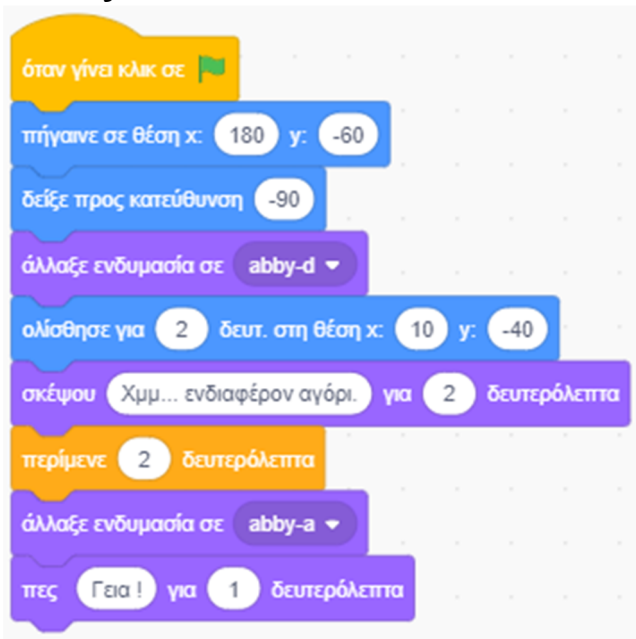 όταν γίνει κλικ σε
πήγαινε σε θέση x: 180 y: -60
δείξε προς κατεύθυνση -90
άλλαξε ενδυμασία σε abby-d
ολίσθησε για 2 δευτ. στη θέση x: 10 y: -40
σκέψου Χμμ... ενδιαφέρον αγόρι. για 2 δευτερόλεπτα
περίμενε 2 δευτερόλεπτα
άλλαξε ενδυμασία σε abby-a
πες Γεια ! για 1 δευτερόλεπτα